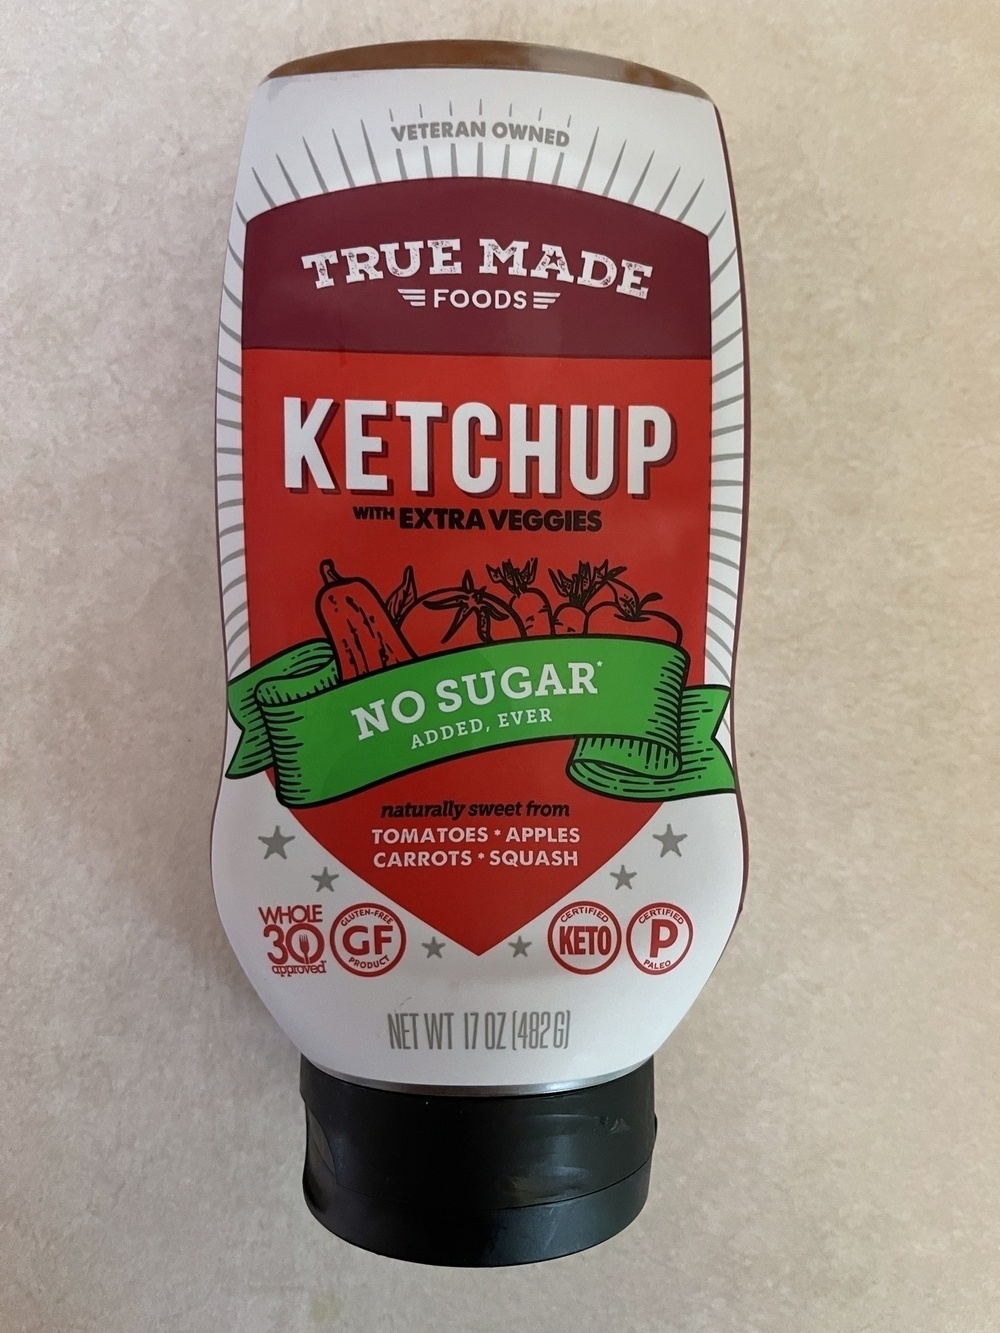 VETERAN OWNED
TRUE MADE
FOODS
KETCHUP
WITH EXTRA VEGGIES
NO SUGAR*
ADDED, EVER
naturally sweet from
TOMATOES * APPLES
CARROTS * SQUASH
WHOLE
30
approved
GLUTEN-FREE
GF
PRODUCT
CERTIFIED
KETO
CERTIFIED
P
PALEO
NET WT 17 OZ (482 G)